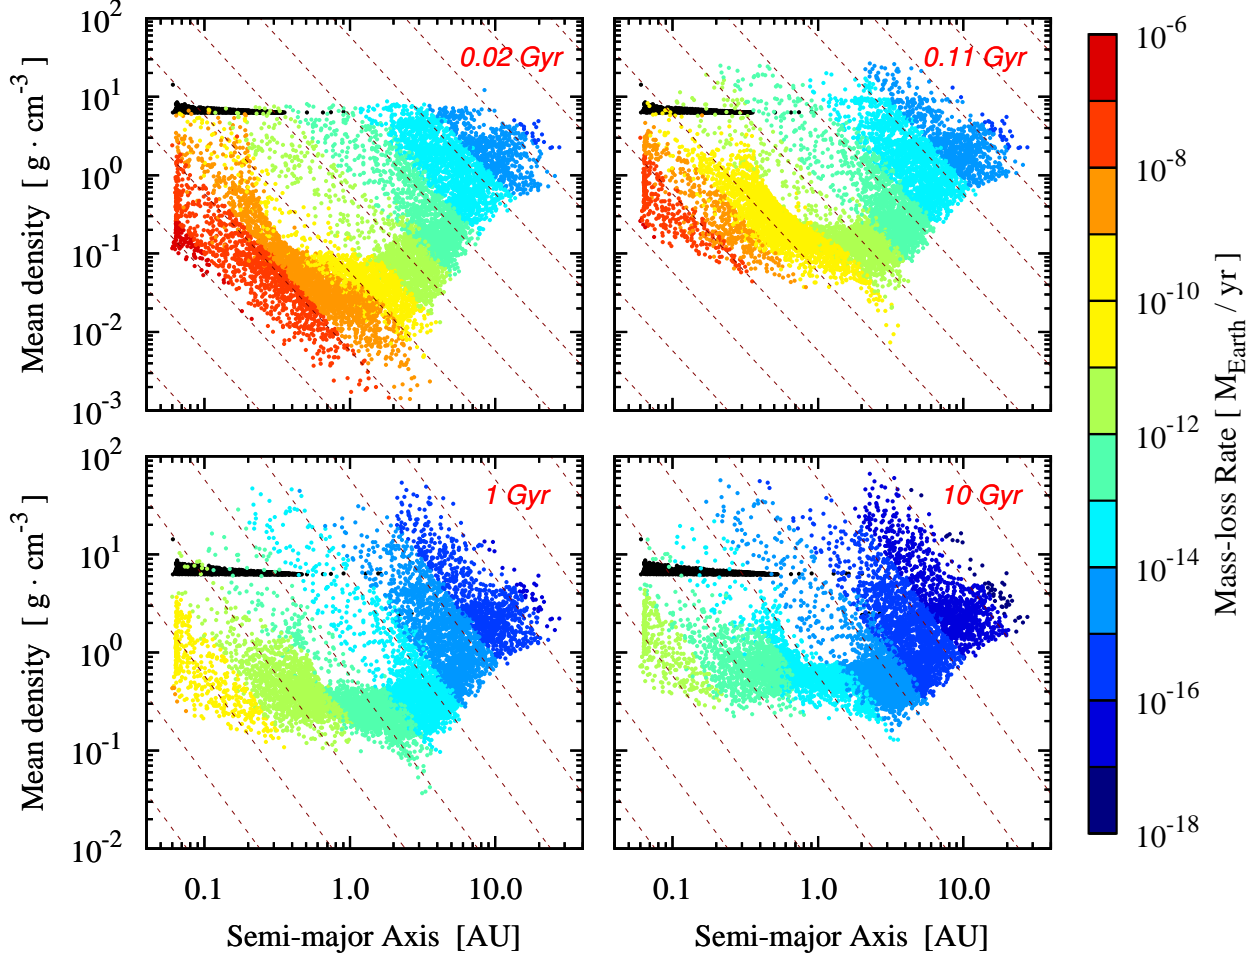 10^2
10^1
10^0
10^-1
10^-2
10^-3
Mean density [ g · cm^-3 ]
0.02 Gyr
0.11 Gyr
10^2
10^1
10^0
10^-1
10^-2
Mean density [ g · cm^-3 ]
1 Gyr
10 Gyr
0.1 1.0 10.0
0.1 1.0 10.0
Semi-major Axis [AU]
Semi-major Axis [AU]
10^-6
10^-8
10^-10
10^-12
10^-14
10^-16
10^-18
Mass-loss Rate [ M_Earth / yr ]